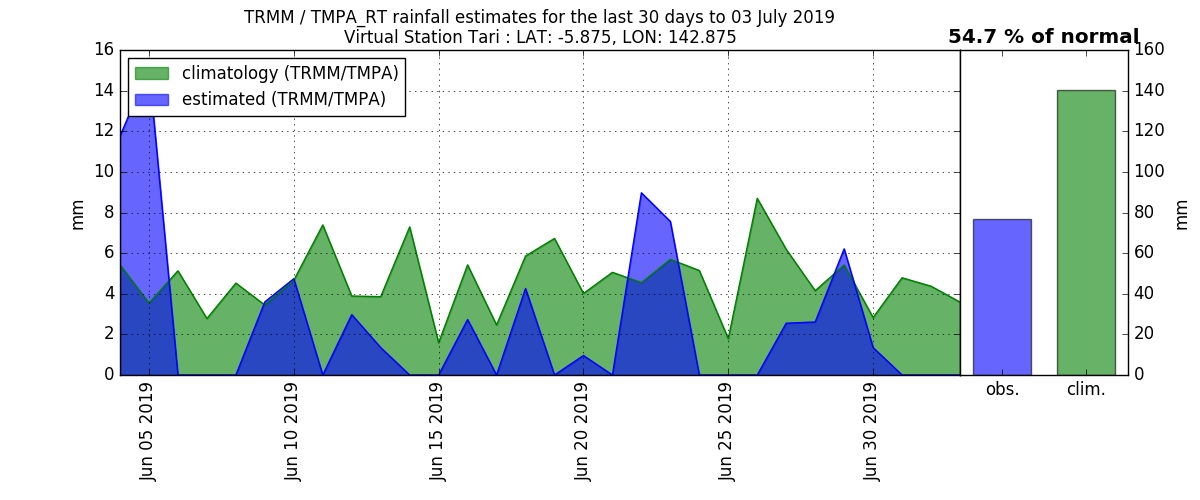 TRMM / TMPA_RT rainfall estimates for the last 30 days to 03 July 2019
Virtual Station Tari : LAT: -5.875, LON: 142.875
54.7 % of normal
climatology (TRMM/TMPA)
estimated (TRMM/TMPA)
16
14
12
10
8
6
4
2
0
mm
Jun 05 2019
Jun 10 2019
Jun 15 2019
Jun 20 2019
Jun 25 2019
Jun 30 2019
160
140
120
100
80
60
40
20
0
mm
obs.
clim.